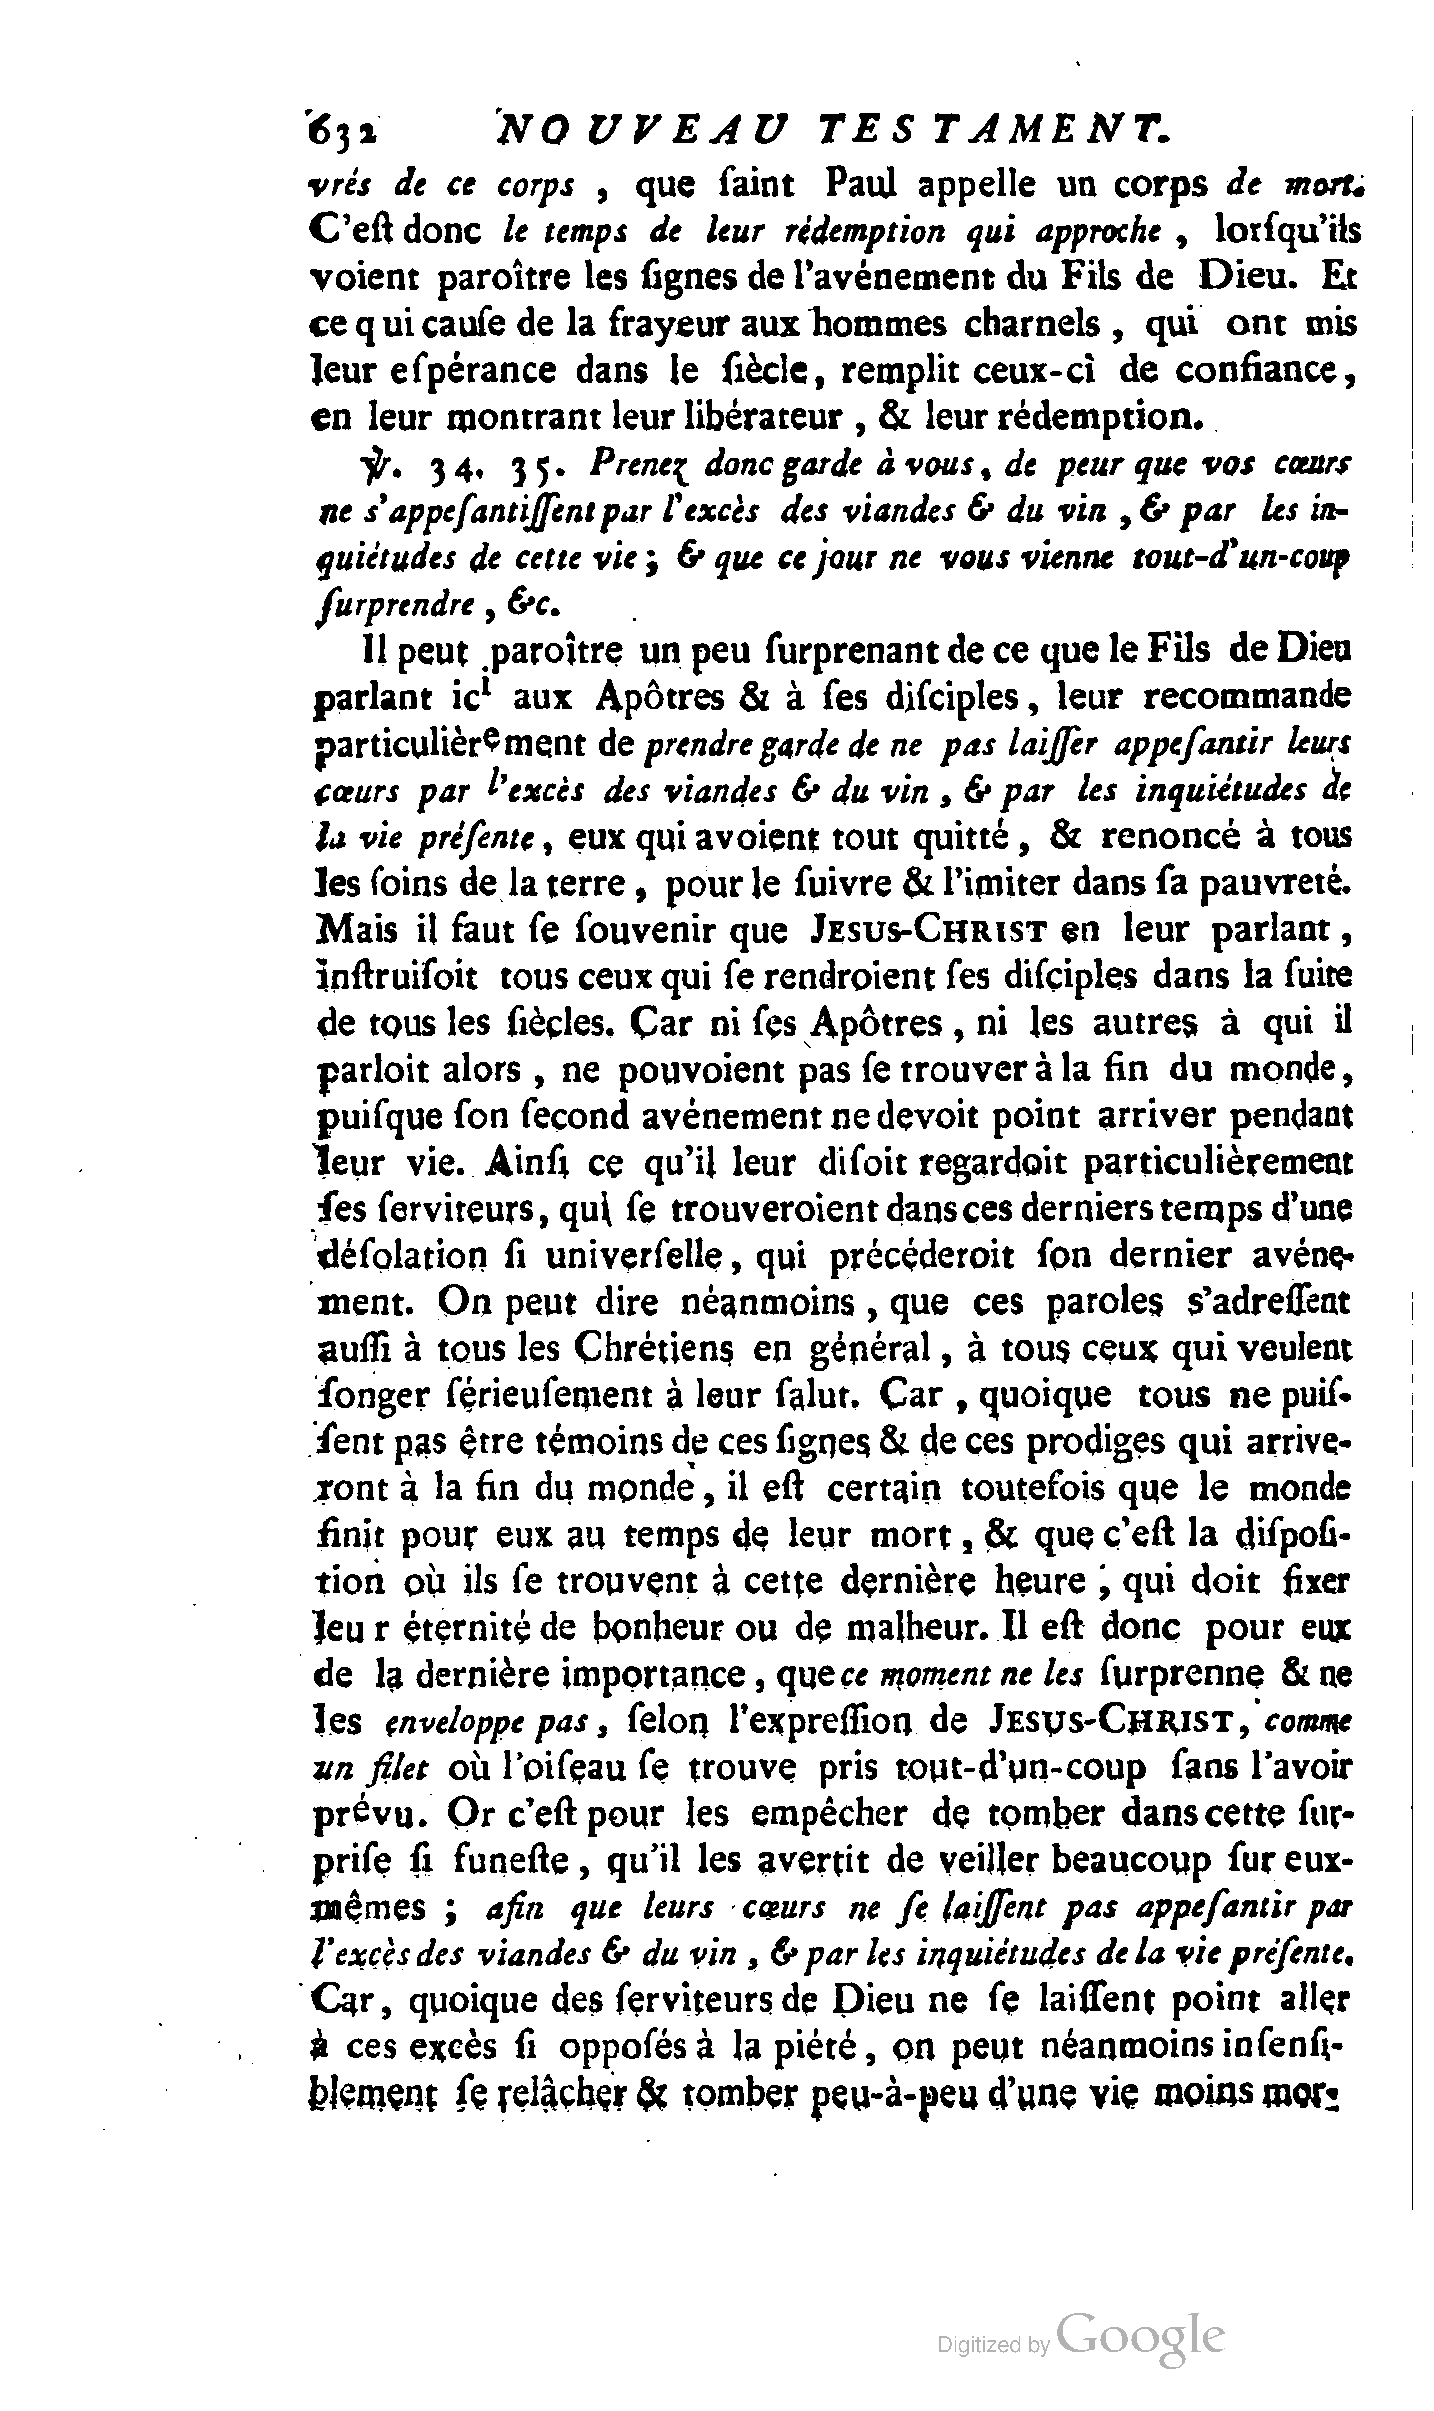 632 NOUVEAU TESTAMENT.
vrés de ce corps , que ſaint Paul appelle un corps de mort.
C'eſt donc le temps de leur rédemption qui approche , lorſqu'ils
voient paroître les ſignes de l'avénement du Fils de Dieu. Et
ce qui cauſe de la frayeur aux hommes charnels , qui ont mis
leur eſpérance dans le ſiècle, remplit ceux-ci de confiance,
en leur montrant leur libérateur , & leur rédemption.
℣. 34. 35. Prenez donc garde à vous, de peur que vos cœurs
ne s'appeſantiſſent par l'excès des viandes & du vin , & par les in-
quiétudes de cette vie ; & que ce jour ne vous vienne tout-d'un-coup
ſurprendre , &c.
Il peut paroître un peu ſurprenant de ce que le Fils de Dieu
parlant ici aux Apôtres & à ſes diſciples, leur recommande
particulièrement de prendre garde de ne pas laiſſer appeſantir leurs
cœurs par l'excès des viandes & du vin , & par les inquiétudes de
la vie préſente, eux qui avoient tout quitté, & renoncé à tous
les ſoins de la terre , pour le ſuivre & l'imiter dans ſa pauvreté.
Mais il faut ſe ſouvenir que JESUS-CHRIST en leur parlant ,
inſtruiſoit tous ceux qui ſe rendroient ſes diſciples dans la ſuite
de tous les ſiècles. Car ni ſes Apôtres , ni les autres à qui il
parloit alors , ne pouvoient pas ſe trouver à la fin du monde,
puiſque ſon ſecond avénement ne devoit point arriver pendant
leur vie. Ainſi ce qu'il leur diſoit regardoit particulièrement
ſes ſerviteurs, qui ſe trouveroient dans ces derniers temps d'une
déſolation ſi univerſelle, qui précéderoit ſon dernier avéne-
ment. On peut dire néanmoins , que ces paroles s'adreſſent
auſſi à tous les Chrétiens en général, à tous ceux qui veulent
ſonger ſérieuſement à leur ſalut. Car , quoique tous ne puiſ-
ſent pas être témoins de ces ſignes & de ces prodiges qui arrive-
ront à la fin du monde, il eſt certain toutefois que le monde
finit pour eux au temps de leur mort , & que c'eſt la diſpoſi-
tion où ils ſe trouvent à cette dernière heure ; qui doit fixer
leu r éternité de bonheur ou de malheur. Il eſt donc pour eux
de la dernière importance , que ce moment ne les ſurprenne & ne
les enveloppe pas, ſelon l'expreſſion de JESUS-CHRIST, comme
un filet où l'oiſeau ſe trouve pris tout-d'un-coup ſans l'avoir
prévu. Or c'eſt pour les empêcher de tomber dans cette ſur-
priſe ſi funeſte , qu'il les avertit de veiller beaucoup ſur eux-
mêmes ; afin que leurs cœurs ne ſe laiſſent pas appeſantir par
l'excès des viandes & du vin , & par les inquiétudes de la vie préſente.
Car, quoique des ſerviteurs de Dieu ne ſe laiſſent point aller
à ces excès ſi oppoſés à la piété, on peut néanmoins inſenſi-
blement ſe relâcher & tomber peu-à-peu d'une vie moins mor-
Digitized by Google